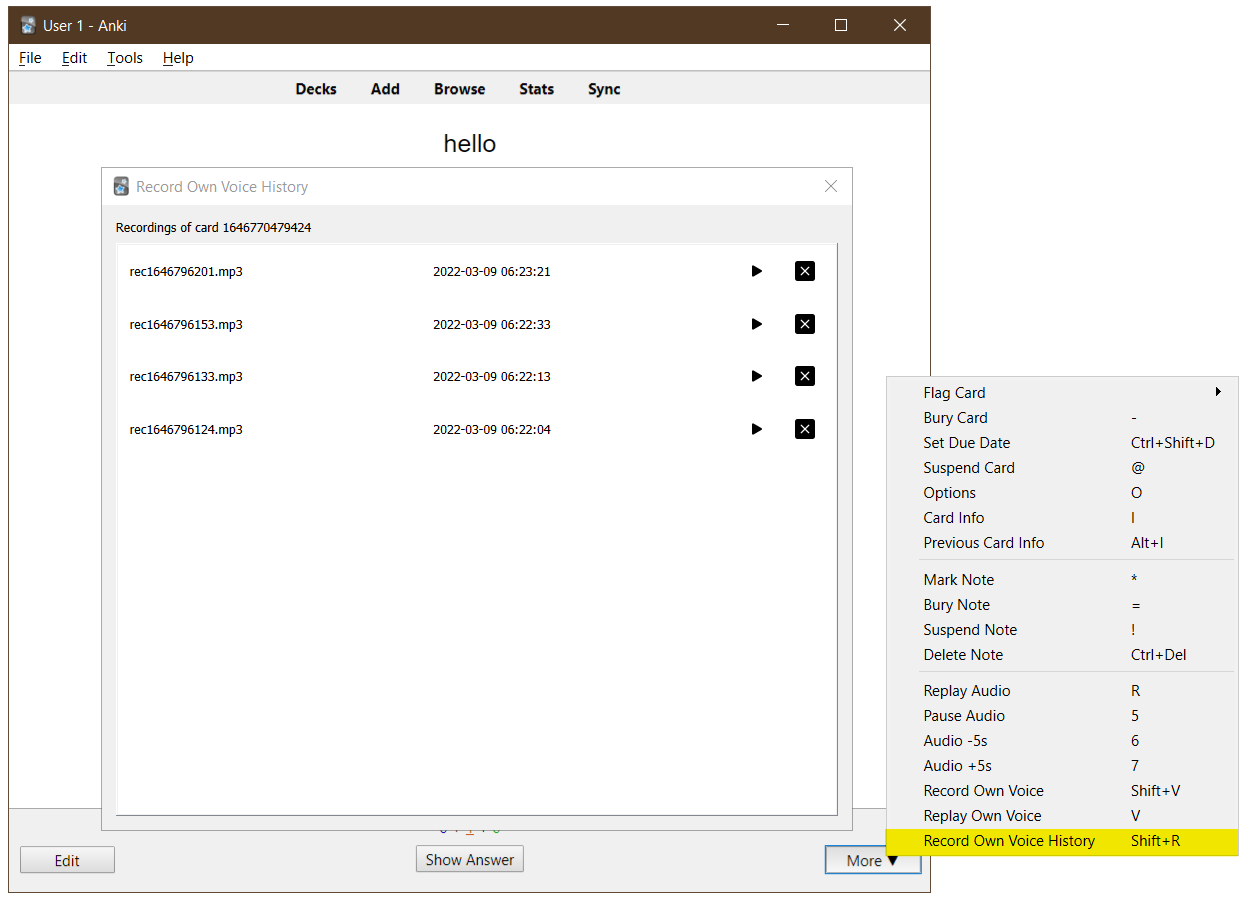 User 1 - Anki
File Edit Tools Help
Decks Add Browse Stats Sync
hello
Record Own Voice History
Recordings of card 1646770479424
rec1646796201.mp3 2022-03-09 06:23:21
rec1646796153.mp3 2022-03-09 06:22:33
rec1646796133.mp3 2022-03-09 06:22:13
rec1646796124.mp3 2022-03-09 06:22:04
Edit Show Answer More ▼
Flag Card
Bury Card -
Set Due Date Ctrl+Shift+D
Suspend Card @
Options O
Card Info I
Previous Card Info Alt+I
Mark Note *
Bury Note =
Suspend Note !
Delete Note Ctrl+Del
Replay Audio R
Pause Audio 5
Audio -5s 6
Audio +5s 7
Record Own Voice Shift+V
Replay Own Voice V
Record Own Voice History Shift+R